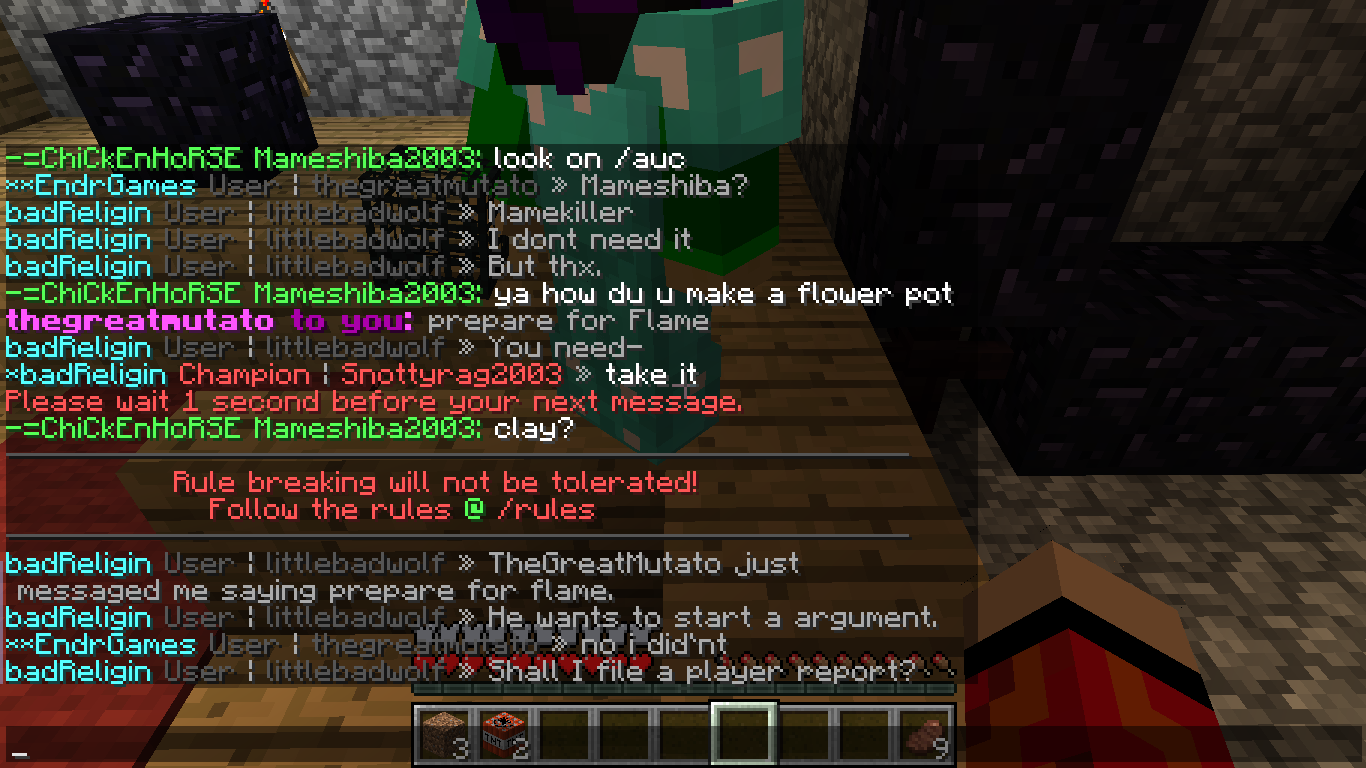 -=ChiCkEnHoRSE Mameshiba2003: look on /auc
**EndrGames User ¦ thegreatmutato » Mameshiba?
badReligin User ¦ littlebadwolf » Mamekiller
badReligin User ¦ littlebadwolf » I dont need it
badReligin User ¦ littlebadwolf » But thx.
-=ChiCkEnHoRSE Mameshiba2003: ya how du u make a flower pot
thegreatmutato to you: prepare for Flame
badReligin User ¦ littlebadwolf » You need-
*badReligin Champion ¦ Snottyrag2003 » take it
Please wait 1 second before your next message.
-=ChiCkEnHoRSE Mameshiba2003: clay?
Rule breaking will not be tolerated!
Follow the rules @ /rules
badReligin User ¦ littlebadwolf » TheGreatMutato just
messaged me saying prepare for flame.
badReligin User ¦ littlebadwolf » He wants to start a argument.
**EndrGames User ¦ thegreatmutato » no i did'nt
badReligin User ¦ littlebadwolf » Shall I file a player report?
TNT
3 2 9
_